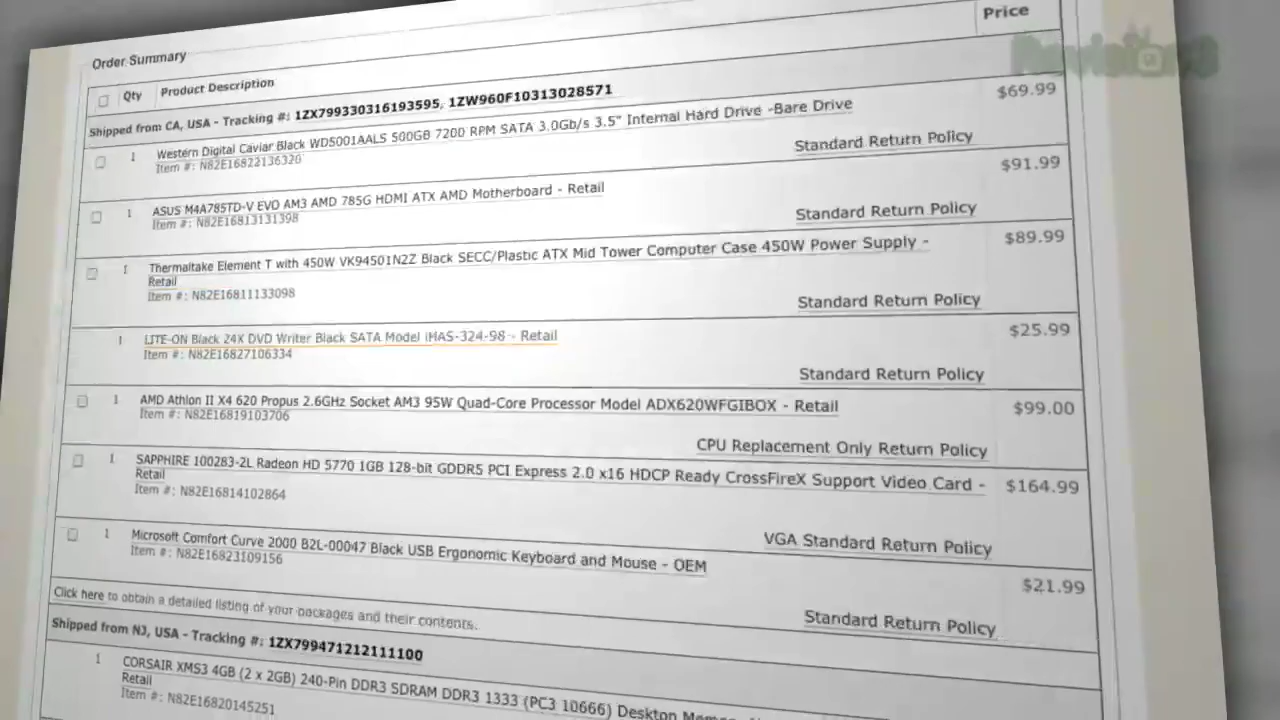 Revision3
Order Summary
Qty Product Description Price
Shipped from CA, USA - Tracking #: 1ZX799330316193595, 1ZW960F10313028571
1 Western Digital Caviar Black WD5001AALS 500GB 7200 RPM SATA 3.0Gb/s 3.5" Internal Hard Drive -Bare Drive $69.99
Item #: N82E16822136320
Standard Return Policy
1 ASUS M4A785TD-V EVO AM3 AMD 785G HDMI ATX AMD Motherboard - Retail $91.99
Item #: N82E16813131398
Standard Return Policy
1 Thermaltake Element T with 450W VK94501N2Z Black SECC/Plastic ATX Mid Tower Computer Case 450W Power Supply - $89.99
Retail
Item #: N82E16811133098
Standard Return Policy
1 LITE-ON Black 24X DVD Writer Black SATA Model iHAS-324-98 - Retail $25.99
Item #: N82E16827106334
Standard Return Policy
1 AMD Athlon II X4 620 Propus 2.6GHz Socket AM3 95W Quad-Core Processor Model ADX620WFGIBOX - Retail $99.00
Item #: N82E16819103706
CPU Replacement Only Return Policy
1 SAPPHIRE 100283-2L Radeon HD 5770 1GB 128-bit GDDR5 PCI Express 2.0 x16 HDCP Ready CrossFireX Support Video Card - $164.99
Retail
Item #: N82E16814102864
VGA Standard Return Policy
1 Microsoft Comfort Curve 2000 B2L-00047 Black USB Ergonomic Keyboard and Mouse - OEM $21.99
Item #: N82E16823109156
Standard Return Policy
Click here to obtain a detailed listing of your packages and their contents.
Shipped from NJ, USA - Tracking #: 1ZX799471212111100
1 CORSAIR XMS3 4GB (2 x 2GB) 240-Pin DDR3 SDRAM DDR3 1333 (PC3 10666) Desktop
Retail
Item #: N82E16820145251